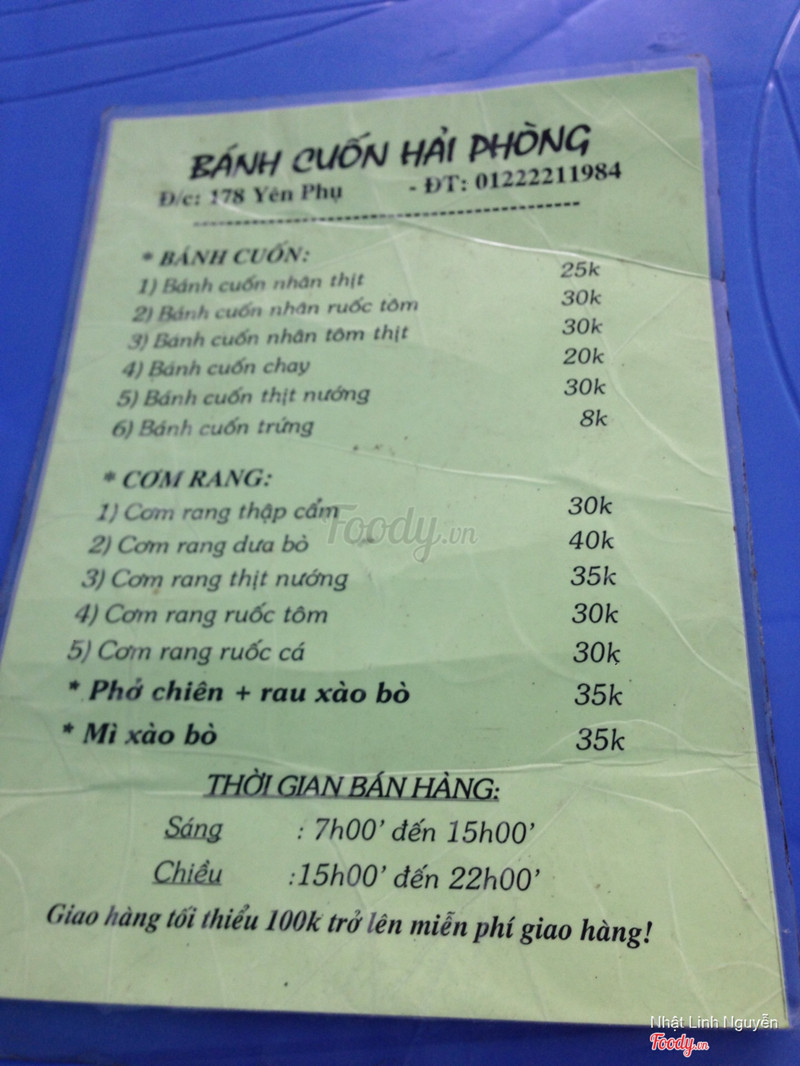 BÁNH CUỐN HẢI PHÒNG
Đ/c: 178 Yên Phụ - ĐT: 01222211984
* BÁNH CUỐN:
1) Bánh cuốn nhân thịt 25k
2) Bánh cuốn nhân ruốc tôm 30k
3) Bánh cuốn nhân tôm thịt 30k
4) Bánh cuốn chay 20k
5) Bánh cuốn thịt nướng 30k
6) Bánh cuốn trứng 8k
* CƠM RANG:
1) Cơm rang thập cẩm 30k
2) Cơm rang dưa bò 40k
3) Cơm rang thịt nướng 35k
4) Cơm rang ruốc tôm 30k
5) Cơm rang ruốc cá 30k
* Phở chiên + rau xào bò 35k
* Mì xào bò 35k
THỜI GIAN BÁN HÀNG:
Sáng : 7h00' đến 15h00'
Chiều :15h00' đến 22h00'
Giao hàng tối thiểu 100k trở lên miễn phí giao hàng!
Foody.vn
Nhật Linh Nguyễn
Foody.vn